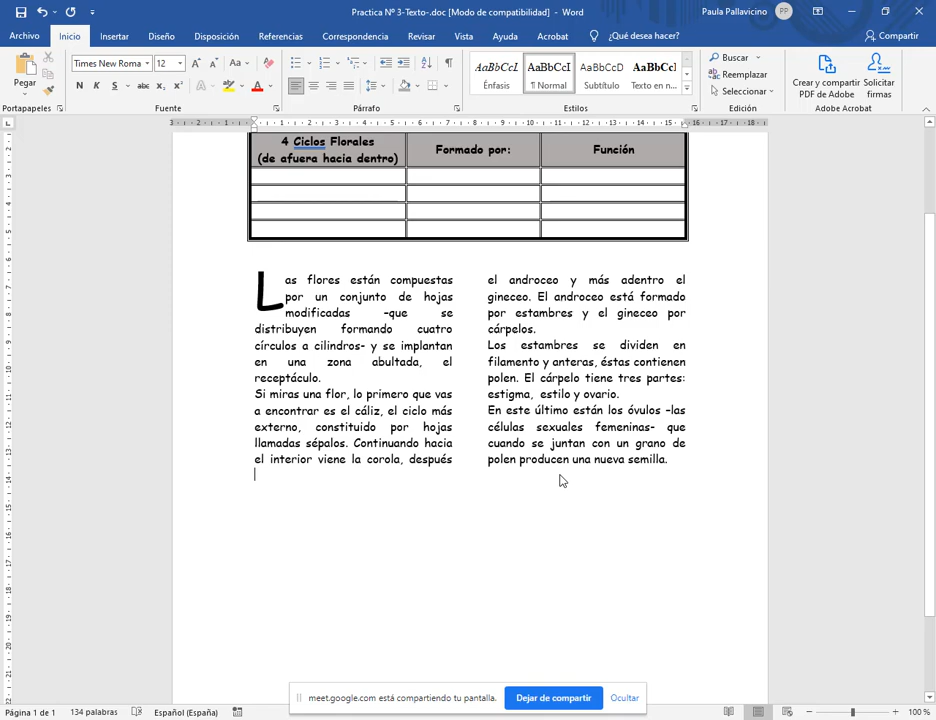 Practica Nº 3-Texto-.doc [Modo de compatibilidad] - Word
Paula Pallavicino
PP
Archivo Inicio Insertar Diseño Disposición Referencias Correspondencia Revisar Vista Ayuda Acrobat ¿Qué desea hacer? Compartir
Pegar
Times New Roma 12
N K S abc x₂ x²
AaBbCcL AaBbCcI AaBbCcD AaBbCc
Énfasis ¶ Normal Subtítulo Texto en n...
Buscar
Reemplazar
Seleccionar
Crear y compartir PDF de Adobe
Solicitar firmas
Portapapeles Fuente Párrafo Estilos Edición Adobe Acrobat
4 Ciclos Florales
(de afuera hacia dentro)
Formado por:
Función
Las flores están compuestas
por un conjunto de hojas
modificadas –que se
distribuyen formando cuatro
círculos a cilindros- y se implantan
en una zona abultada, el
receptáculo.
Si miras una flor, lo primero que vas
a encontrar es el cáliz, el ciclo más
externo, constituido por hojas
llamadas sépalos. Continuando hacia
el interior viene la corola, después
el androceo y más adentro el
gineceo. El androceo está formado
por estambres y el gineceo por
cárpelos.
Los estambres se dividen en
filamento y anteras, éstas contienen
polen. El cárpelo tiene tres partes:
estigma, estilo y ovario.
En este último están los óvulos –las
células sexuales femeninas- que
cuando se juntan con un grano de
polen producen una nueva semilla.
meet.google.com está compartiendo tu pantalla. Dejar de compartir Ocultar
Página 1 de 1 134 palabras Español (España) 100 %